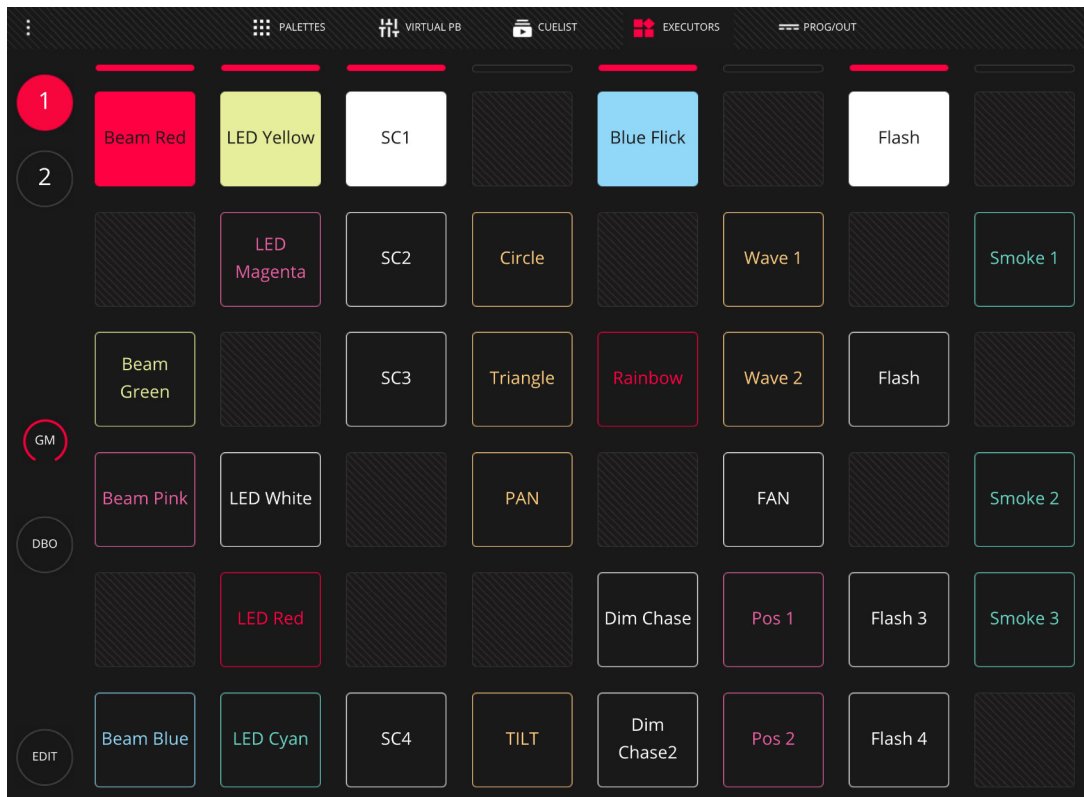 PALETTES
VIRTUAL PB
CUELIST
EXECUTORS
PROG/OUT
1
Beam Red
LED Yellow
SC1
Blue Flick
Flash
2
LED
Magenta
SC2
Circle
Wave 1
Smoke 1
Beam
Green
SC3
Triangle
Rainbow
Wave 2
Flash
GM
Beam Pink
LED White
PAN
FAN
Smoke 2
DBO
LED Red
Dim Chase
Pos 1
Flash 3
Smoke 3
EDIT
Beam Blue
LED Cyan
SC4
TILT
Dim
Chase2
Pos 2
Flash 4